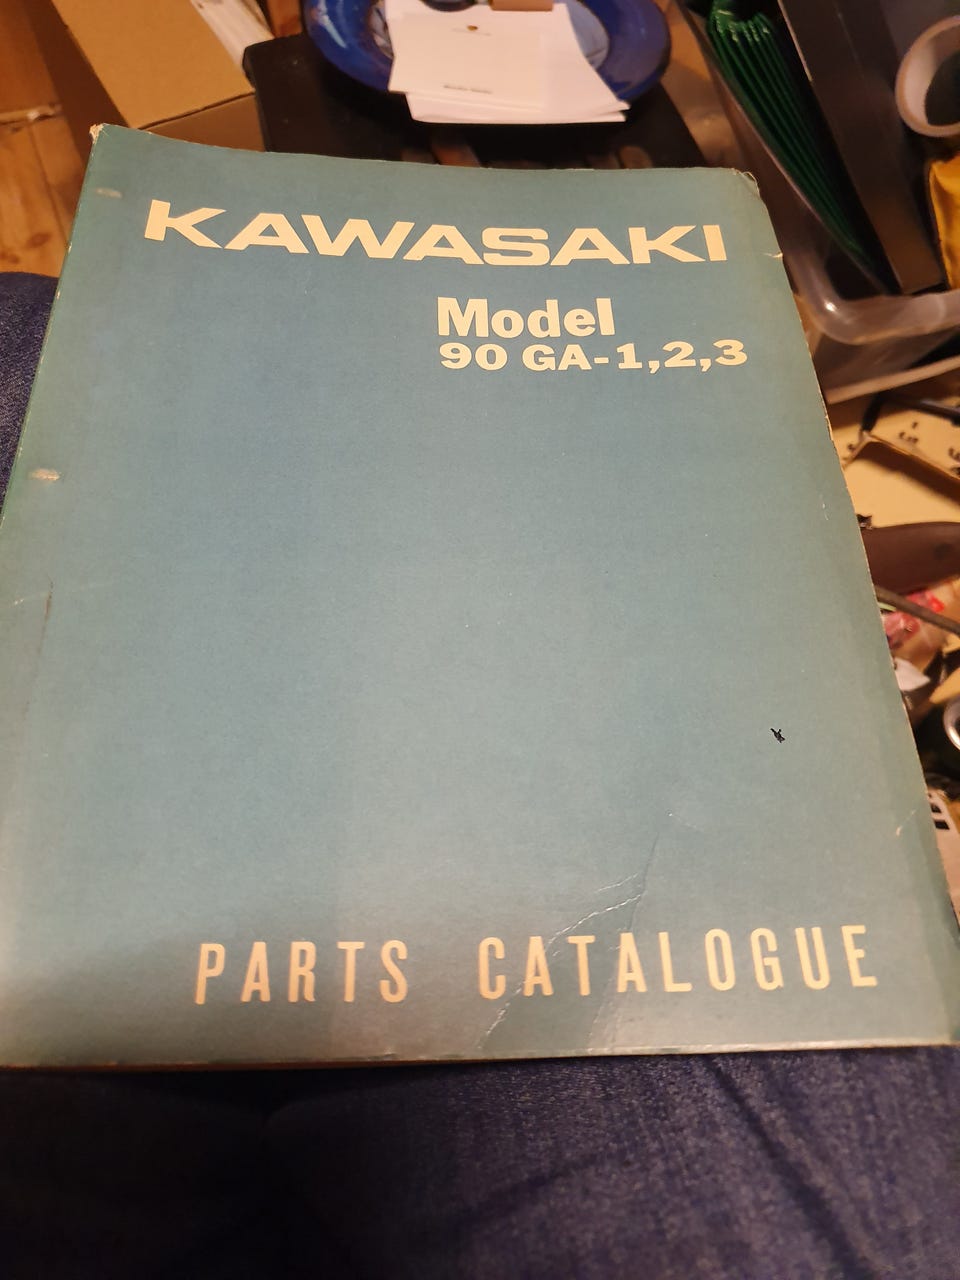 KAWASAKI
Model
90 GA-1,2,3
PARTS CATALOGUE